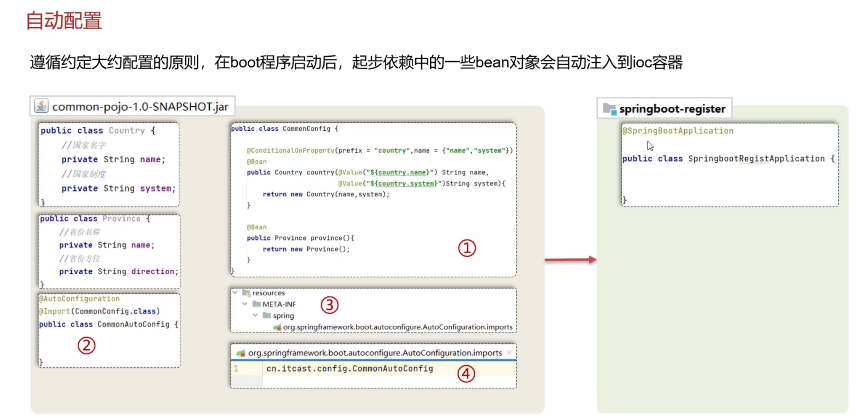 自动配置
遵循约定大约配置的原则，在boot程序启动后，起步依赖中的一些bean对象会自动注入到ioc容器
common-pojo-1.0-SNAPSHOT.jar
public class Country {
//国家名字
private String name;
//国家制度
private String system;
}
public class Province {
//省份名称
private String name;
//省份方位
private String direction;
}
@AutoConfiguration
@Import(CommonConfig.class)
public class CommonAutoConfig {
②
}
public class CommonConfig {
@ConditionalOnProperty(prefix = "country",name = {"name","system"})
@Bean
public Country country(@Value("${country.name}") String name,
@Value("${country.system}")String system){
return new Country(name,system);
}
@Bean
public Province province(){
return new Province();
}
①
}
resources
META-INF
spring
org.springframework.boot.autoconfigure.AutoConfiguration.imports
③
org.springframework.boot.autoconfigure.AutoConfiguration.imports ×
1 cn.itcast.config.CommonAutoConfig
④
springboot-register
@SpringBootApplication
public class SpringbootRegistApplication {
}